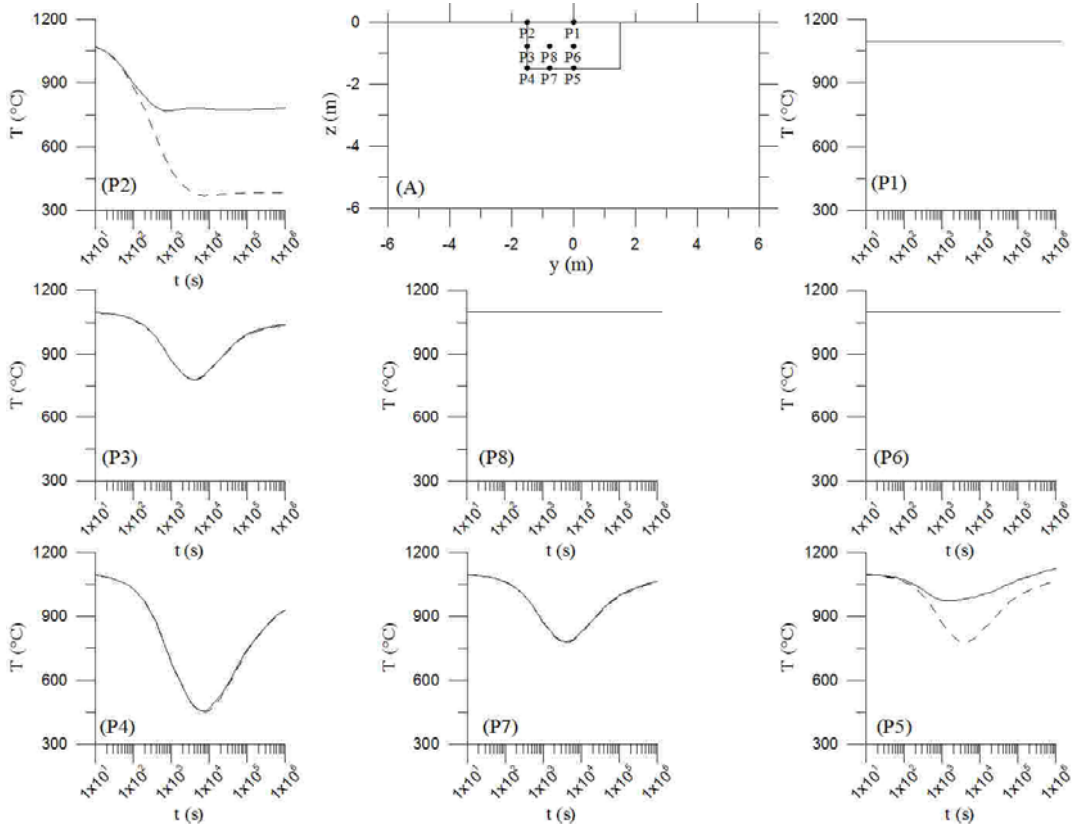 1200
900
600
300
T (°C)
(P2)
1x10¹
1x10²
1x10³
1x10⁴
1x10⁵
1x10⁶
t (s)
0
-2
-4
-6
z (m)
P2
P1
P3
P8
P6
P4
P7
P5
(A)
-6
-4
-2
0
2
4
6
y (m)
1200
900
600
300
T (°C)
(P1)
1x10¹
1x10²
1x10³
1x10⁴
1x10⁵
1x10⁶
t (s)
1200
900
600
300
T (°C)
(P3)
1x10¹
1x10²
1x10³
1x10⁴
1x10⁵
1x10⁶
t (s)
1200
900
600
300
T (°C)
(P8)
1x10¹
1x10²
1x10³
1x10⁴
1x10⁵
1x10⁶
t (s)
1200
900
600
300
T (°C)
(P6)
1x10¹
1x10²
1x10³
1x10⁴
1x10⁵
1x10⁶
t (s)
1200
900
600
300
T (°C)
(P4)
1x10¹
1x10²
1x10³
1x10⁴
1x10⁵
1x10⁶
t (s)
1200
900
600
300
T (°C)
(P7)
1x10¹
1x10²
1x10³
1x10⁴
1x10⁵
1x10⁶
t (s)
1200
900
600
300
T (°C)
(P5)
1x10¹
1x10²
1x10³
1x10⁴
1x10⁵
1x10⁶
t (s)